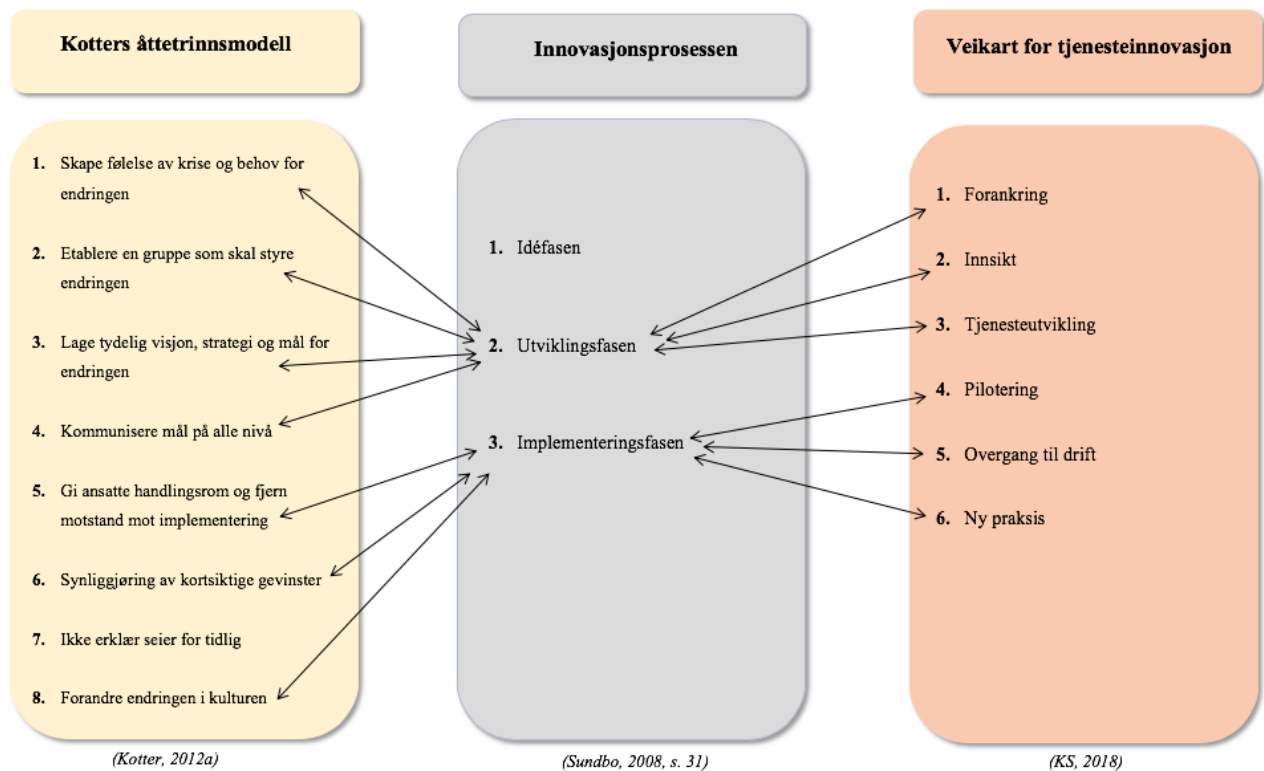 Kotters åttetrinnsmodell
1. Skape følelse av krise og behov for
endringen
2. Etablere en gruppe som skal styre
endringen
3. Lage tydelig visjon, strategi og mål for
endringen
4. Kommunisere mål på alle nivå
5. Gi ansatte handlingsrom og fjern
motstand mot implementering
6. Synliggjøring av kortsiktige gevinster
7. Ikke erklær seier for tidlig
8. Forandre endringen i kulturen
(Kotter, 2012a)
Innovasjonsprosessen
1. Idéfasen
2. Utviklingsfasen
3. Implementeringsfasen
(Sundbo, 2008, s. 31)
Veikart for tjenesteinnovasjon
1. Forankring
2. Innsikt
3. Tjenesteutvikling
4. Pilotering
5. Overgang til drift
6. Ny praksis
(KS, 2018)